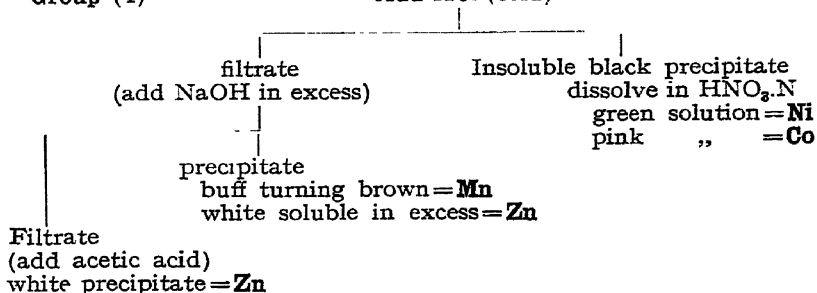 filtrate
(add NaOH in excess)
Insoluble black precipitate
dissolve in HNO₃.N
green solution=Ni
pink ,, =Co
precipitate
buff turning brown=Mn
white soluble in excess=Zn
Filtrate
(add acetic acid)
white precipitate=Zn